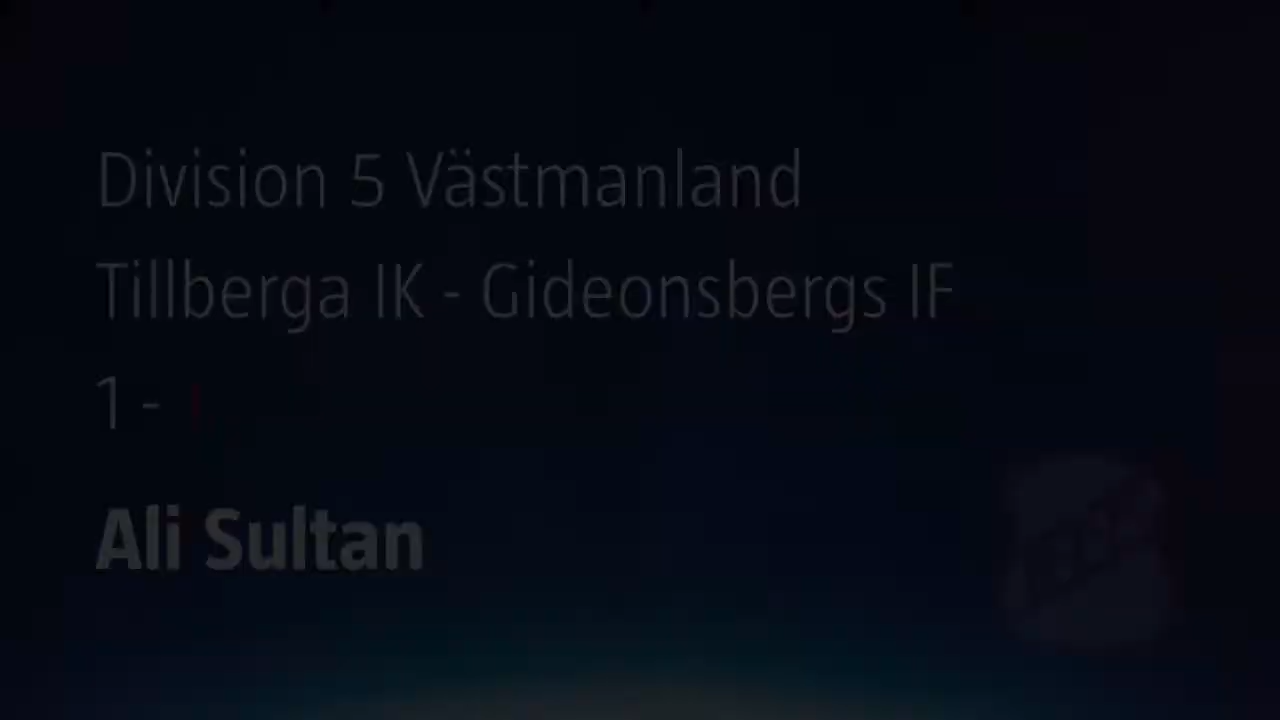 Division 5 Västmanland
Tillberga IK - Gideonsbergs IF
1 -
Ali Sultan